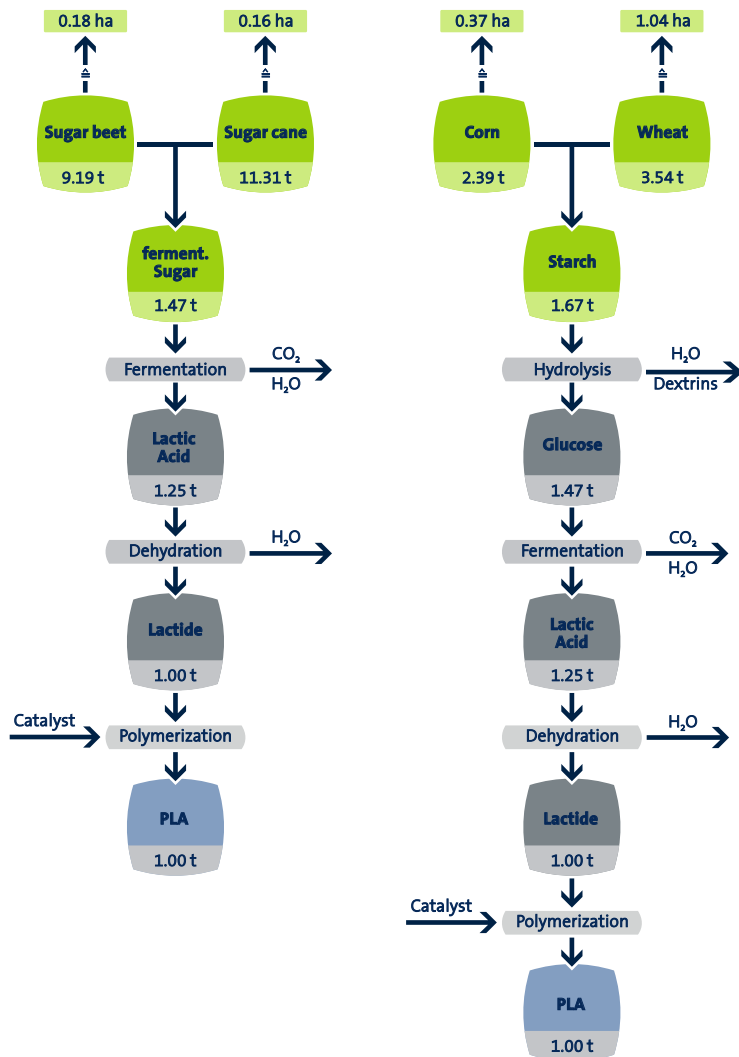 0.18 ha
0.16 ha
≙
≙
Sugar beet
Sugar cane
9.19 t
11.31 t
ferment.
Sugar
1.47 t
Fermentation
CO₂
H₂O
Lactic
Acid
1.25 t
Dehydration
H₂O
Lactide
1.00 t
Catalyst
Polymerization
PLA
1.00 t
0.37 ha
1.04 ha
≙
≙
Corn
Wheat
2.39 t
3.54 t
Starch
1.67 t
Hydrolysis
H₂O
Dextrins
Glucose
1.47 t
Fermentation
CO₂
H₂O
Lactic
Acid
1.25 t
Dehydration
H₂O
Lactide
1.00 t
Catalyst
Polymerization
PLA
1.00 t